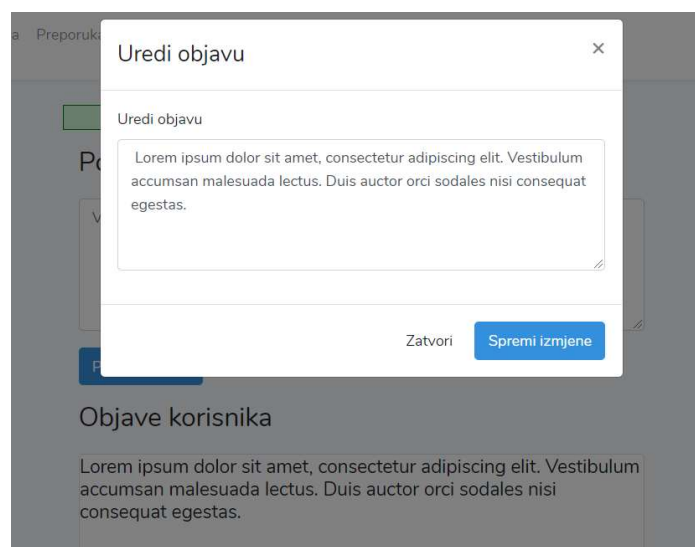 Uredi objavu
×
Uredi objavu
Lorem ipsum dolor sit amet, consectetur adipiscing elit. Vestibulum
accumsan malesuada lectus. Duis auctor orci sodales nisi consequat
egestas.
Zatvori
Spremi izmjene
Objave korisnika
Lorem ipsum dolor sit amet, consectetur adipiscing elit. Vestibulum
accumsan malesuada lectus. Duis auctor orci sodales nisi
consequat egestas.